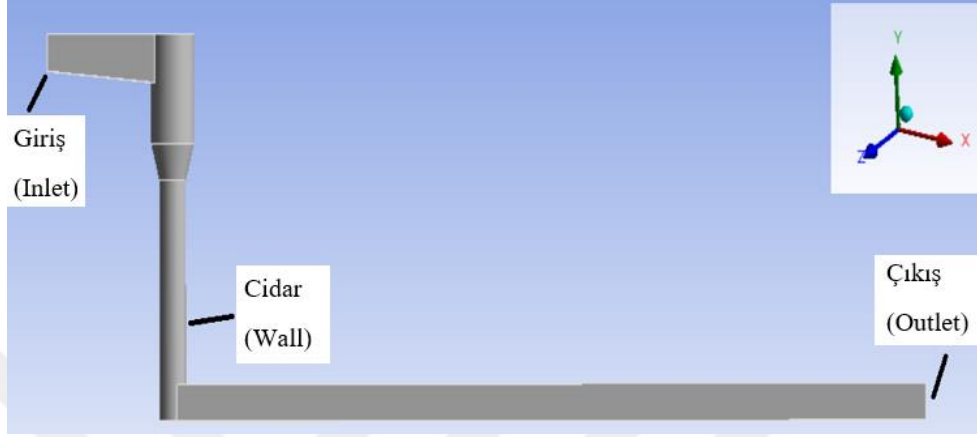 Giriş
(Inlet)
Cidar
(Wall)
Çıkış
(Outlet)
Y
X
Z